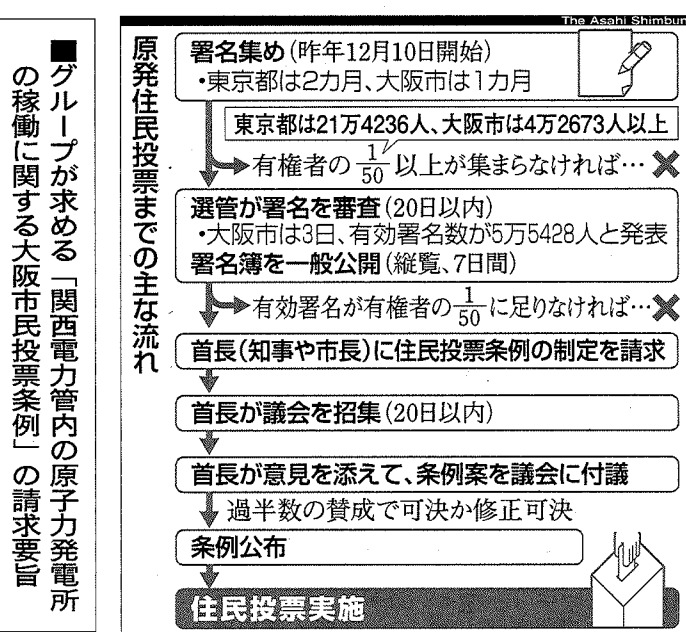 The Asahi Shimbun
原発住民投票までの主な流れ
署名集め(昨年12月10日開始)
・東京都は2カ月、大阪市は1カ月
東京都は21万4236人、大阪市は4万2673人以上
有権者の1/50以上が集まらなければ…✖
選管が署名を審査(20日以内)
・大阪市は3日、有効署名数が5万5428人と発表
署名簿を一般公開(縦覧、7日間)
有効署名が有権者の1/50に足りなければ…✖
首長(知事や市長)に住民投票条例の制定を請求
首長が議会を招集(20日以内)
首長が意見を添えて、条例案を議会に付議
過半数の賛成で可決か修正可決
条例公布
住民投票実施
■グループが求める「関西電力管内の原子力発電所
の稼働に関する大阪市民投票条例」の請求要旨